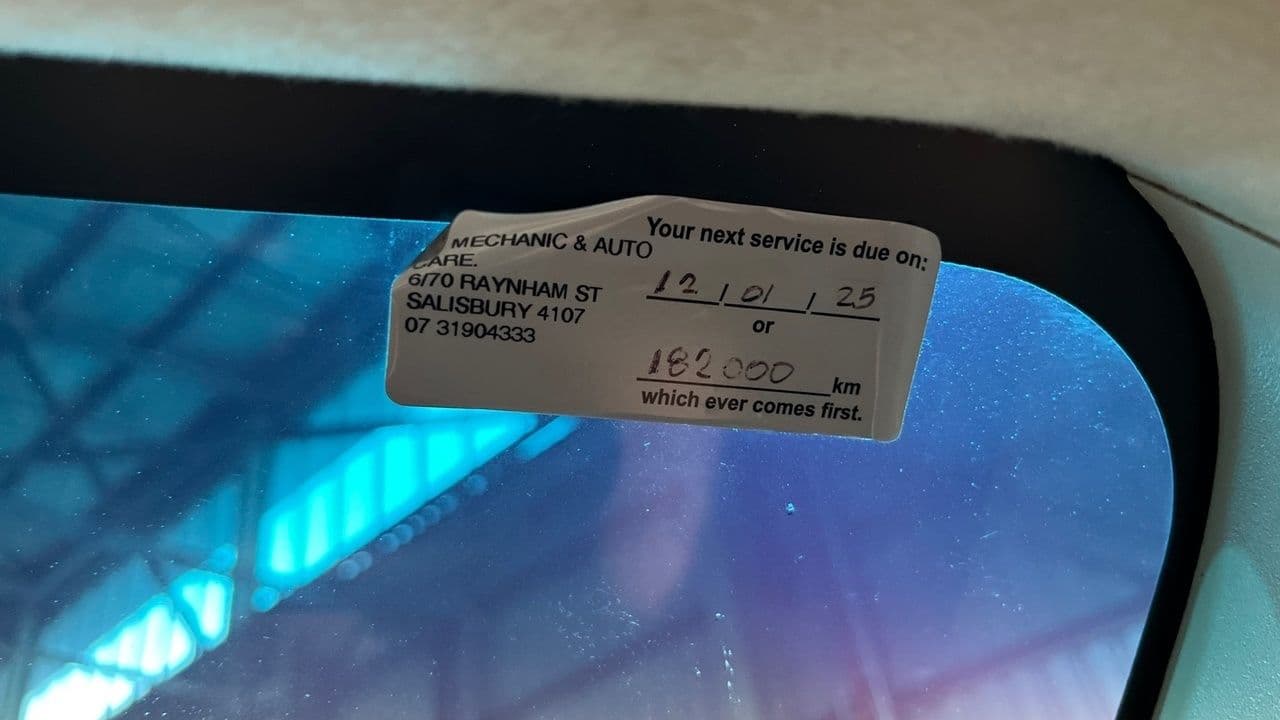 MECHANIC & AUTO
CARE.
6/70 RAYNHAM ST
SALISBURY 4107
07 31904333
Your next service is due on:
12 / 01 / 25
or
182000 km
which ever comes first.